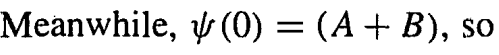 Meanwhile, ψ(0) = (A + B), so